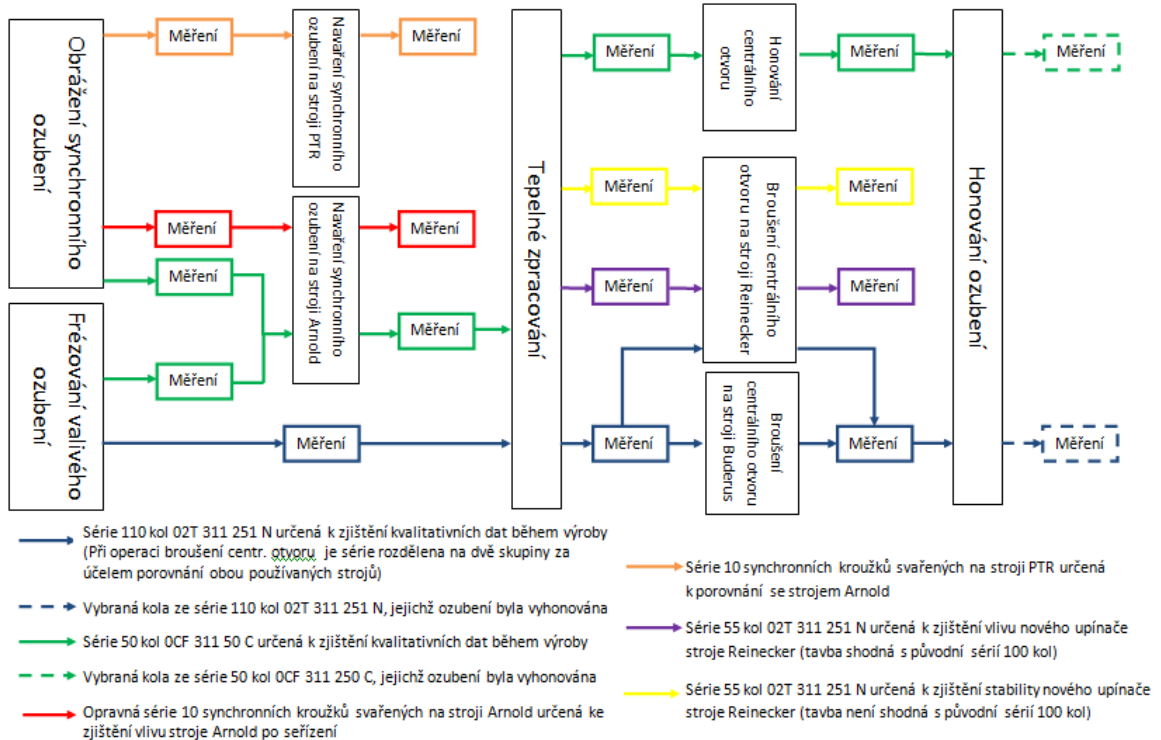 Obrážení synchronního
ozubení
Frézování valivého
ozubení
Měření
Navaření synchronního
ozubení na stroji PTR
Měření
Měření
Navaření synchronního
ozubení na stroji Arnold
Měření
Měření
Měření
Měření
Měření
Tepelné zpracování
Měření
Honování
centrálního
otvoru
Měření
Měření
Broušení centrálního
otvoru na stroji Reinecker
Měření
Měření
Měření
Měření
Broušení
centrálního otvoru
na stroji Buderus
Měření
Honování ozubení
Měření
Měření
Série 110 kol 02T 311 251 N určená k zjištění kvalitativních dat během výroby
(Při operaci broušení centr. otvoru je série rozdělena na dvě skupiny za
účelem porovnání obou používaných strojů)
Vybraná kola ze série 110 kol 02T 311 251 N, jejichž ozubení byla vyhonována
Série 50 kol 0CF 311 50 C určená k zjištění kvalitativních dat během výroby
Vybraná kola ze série 50 kol 0CF 311 250 C, jejichž ozubení byla vyhonována
Opravná série 10 synchronních kroužků svařených na stroji Arnold určená ke
zjištění vlivu stroje Arnold po seřízení
Série 10 synchronních kroužků svařených na stroji PTR určená
k porovnání se strojem Arnold
Série 55 kol 02T 311 251 N určená k zjištění vlivu nového upínače
stroje Reinecker (tavba shodná s původní sérií 100 kol)
Série 55 kol 02T 311 251 N určená k zjištění stability nového upínače
stroje Reinecker (tavba není shodná s původní sérií 100 kol)